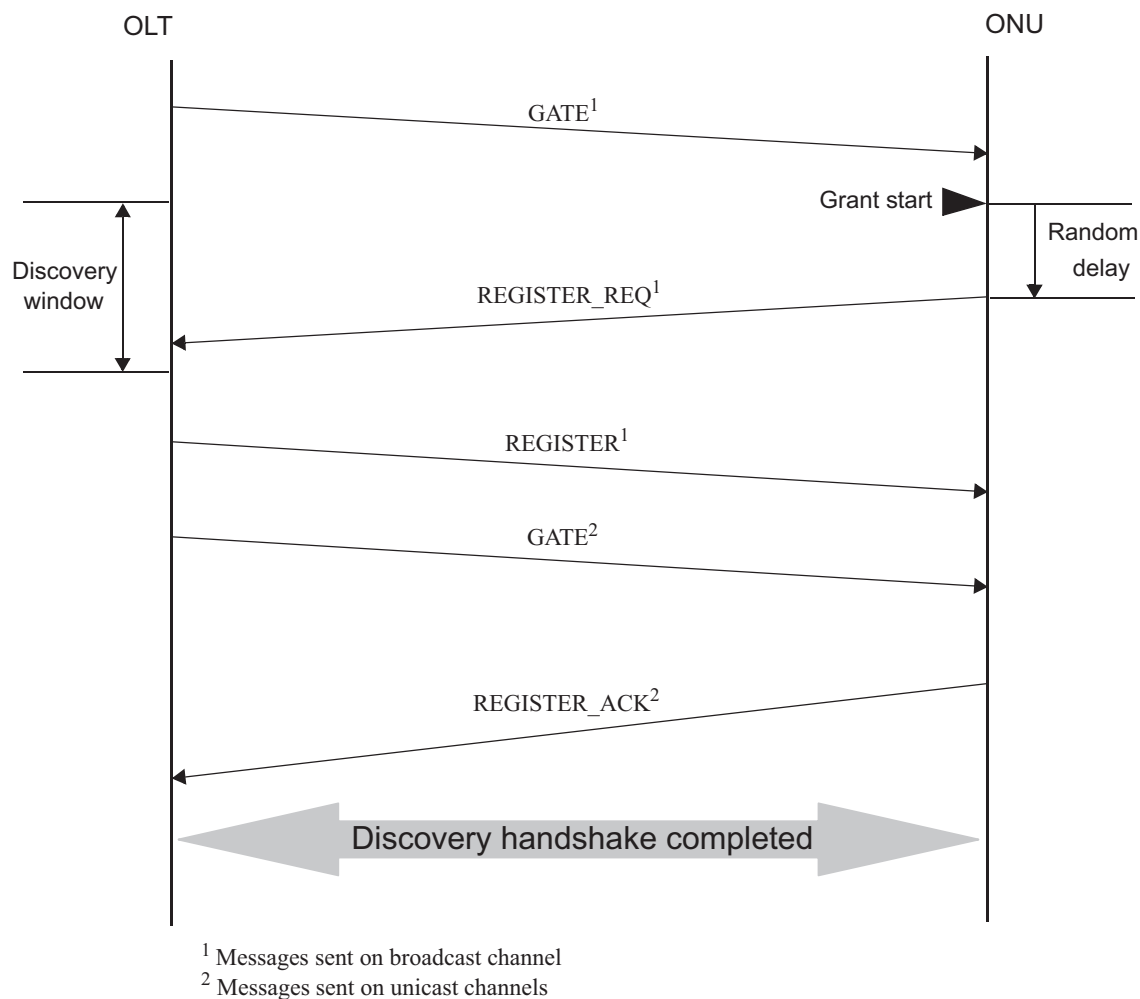 OLT
ONU
GATE1
Grant start
Random
delay
Discovery
window
REGISTER_REQ1
REGISTER1
GATE2
REGISTER_ACK2
Discovery handshake completed
1 Messages sent on broadcast channel
2 Messages sent on unicast channels